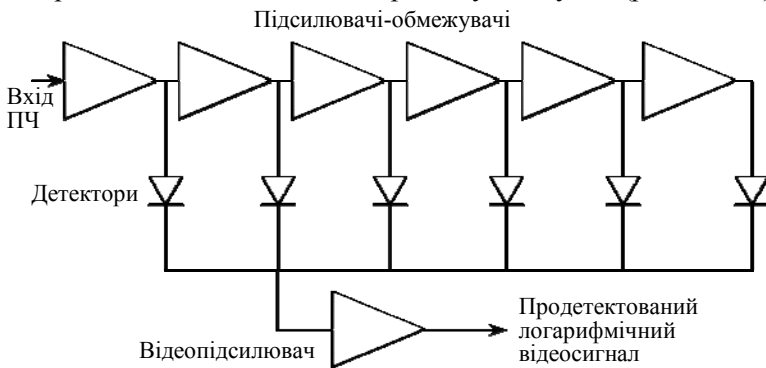 Підсилювачі-обмежувачі
Вхід
ПЧ
Детектори
Відеопідсилювач
Продетектований
логарифмічний
відеосигнал